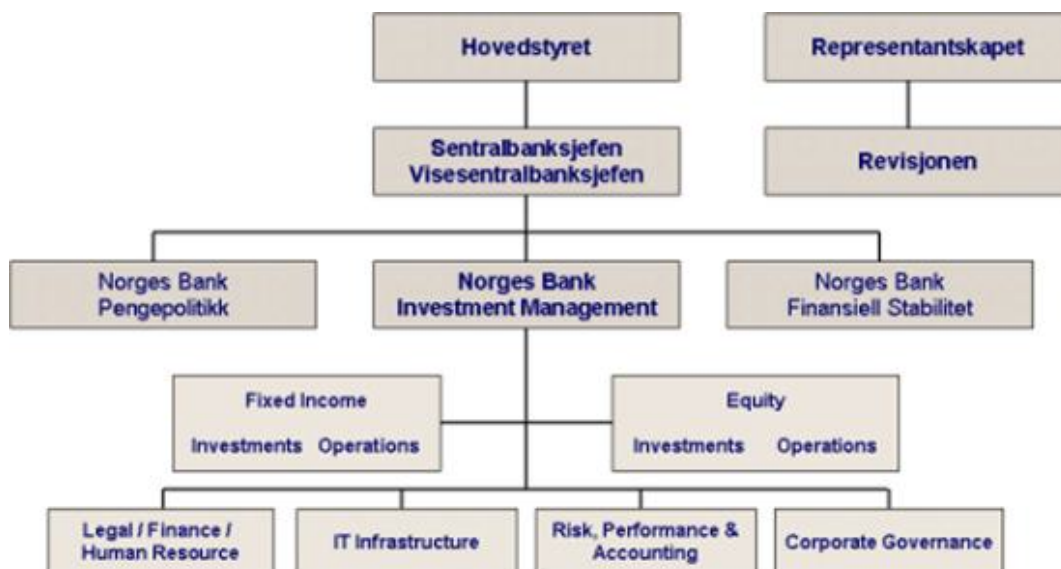 Hovedstyret
Representantskapet
Sentralbanksjefen
Visesentralbanksjefen
Revisjonen
Norges Bank
Pengepolitikk
Norges Bank
Investment Management
Norges Bank
Finansiell Stabilitet
Fixed Income
Investments Operations
Equity
Investments Operations
Legal / Finance /
Human Resource
IT Infrastructure
Risk, Performance &
Accounting
Corporate Governance